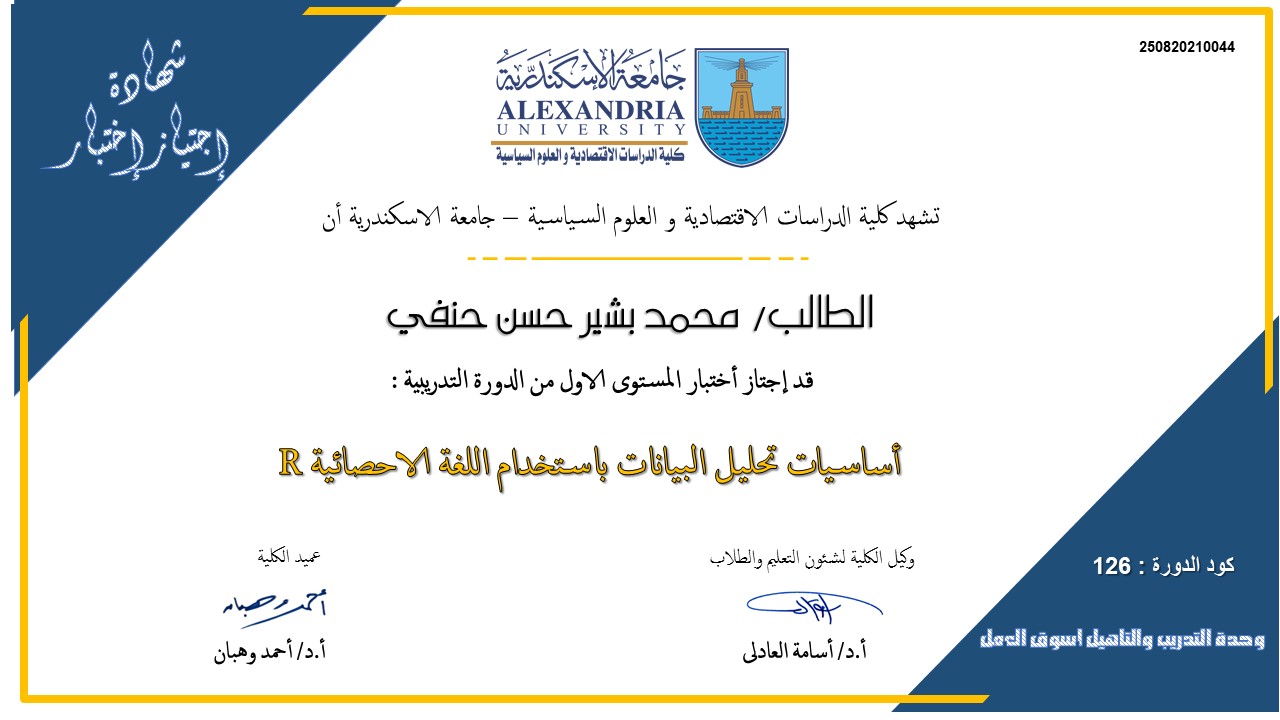 250820210044
شهادة
إجتياز إختبار
جامعة الإسكندرية
ALEXANDRIA
UNIVERSITY
كلية الدراسات الاقتصادية و العلوم السياسية
تشهد كلية الدراسات الاقتصادية و العلوم السياسية – جامعة الاسكندرية أن
الطالب/ محمد بشير حسن حنفي
قد إجتاز أختبار المستوى الاول من الدورة التدريبية :
أساسيات تحليل البيانات باستخدام اللغة الاحصائية R
وكيل الكلية لشئون التعليم والطلاب
أ.د/ أسامة العادلى
عميد الكلية
أحمد وهبان
أ.د/ أحمد وهبان
كود الدورة : 126
وحدة التدريب والتاهيل لسوق العمل